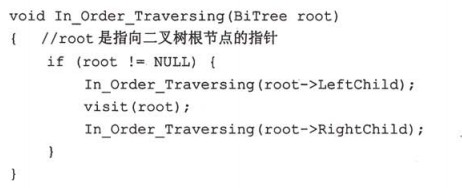 void In_Order_Traversing(BiTree root)
{ //root 是指向二叉树根节点的指针
if (root != NULL) {
In_Order_Traversing(root->LeftChild);
visit(root);
In_Order_Traversing(root->RightChild);
}
}